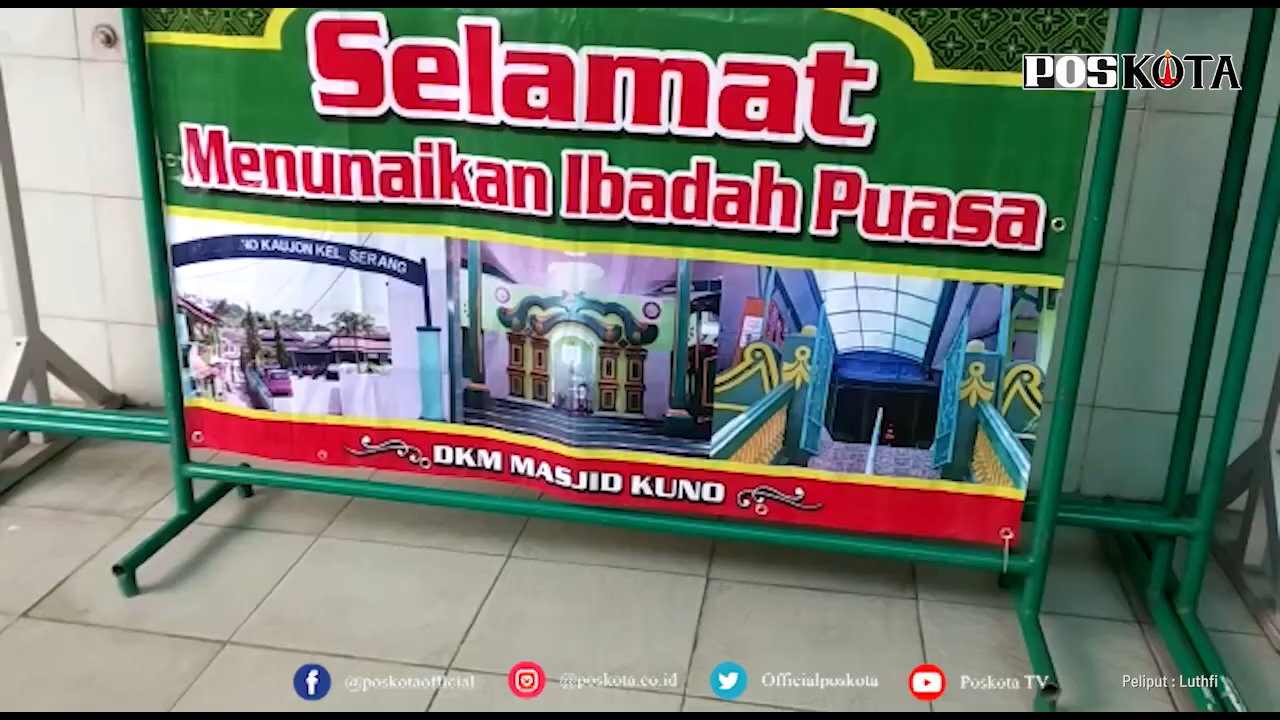 POSKOTA
Selamat
Menunaikan Ibadah Puasa
KAUJON KEL. SERANG
DKM MASJID KUNO
@poskotaofficial
@poskota.co.id
Officialposkota
Poskota TV
Peliput : Luthfi